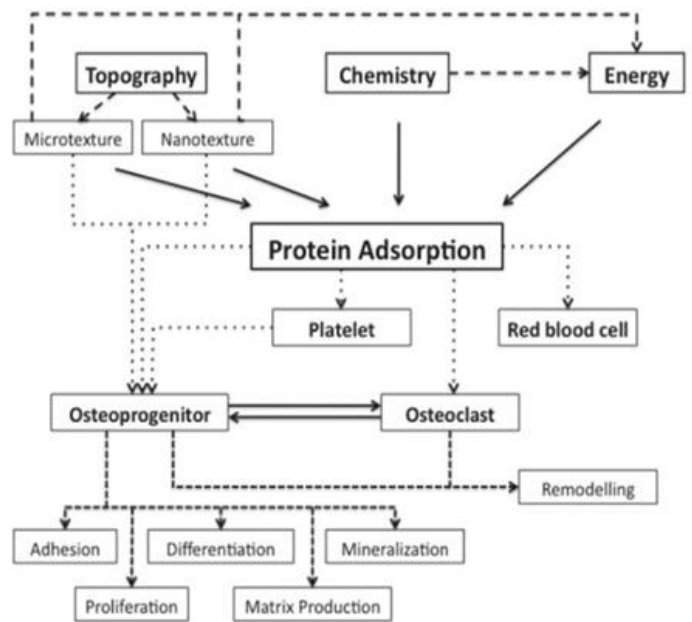 Topography
Chemistry
Energy
Microtexture
Nanotexture
Protein Adsorption
Platelet
Red blood cell
Osteoprogenitor
Osteoclast
Remodelling
Adhesion
Differentiation
Mineralization
Proliferation
Matrix Production